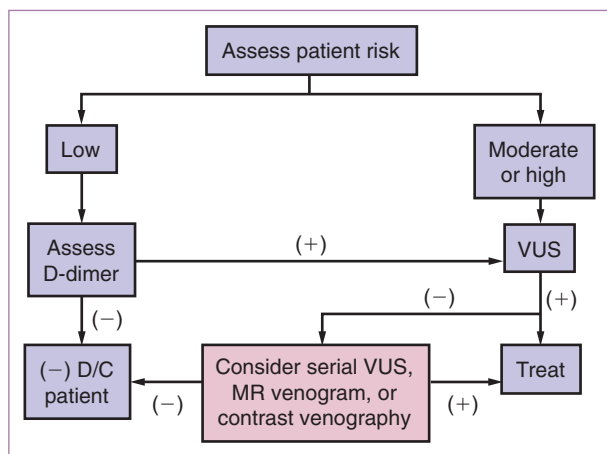 Assess patient risk
Low
Moderate
or high
Assess
D-dimer
(+)
VUS
(−)
(+)
(−)
(−) D/C
patient
(−)
Consider serial VUS,
MR venogram, or
contrast venography
(+)
Treat